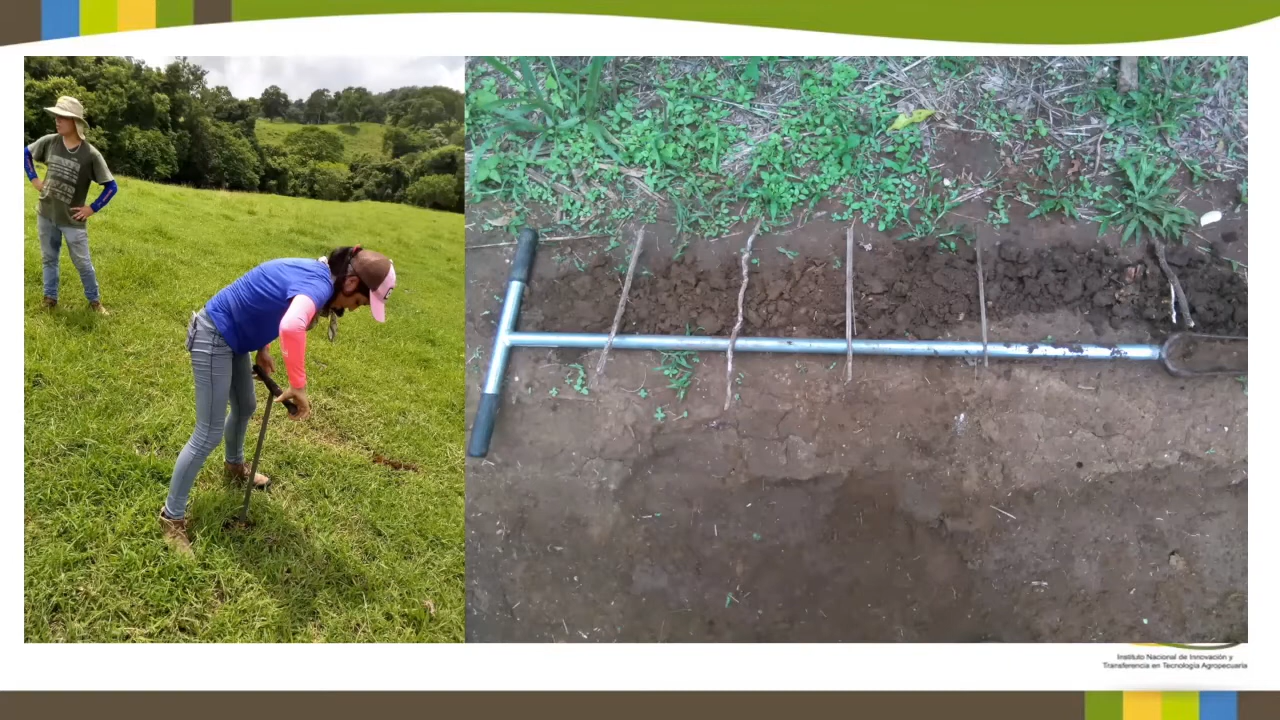 Instituto Nacional de Innovación y
Transferencia en Tecnología Agropecuaria